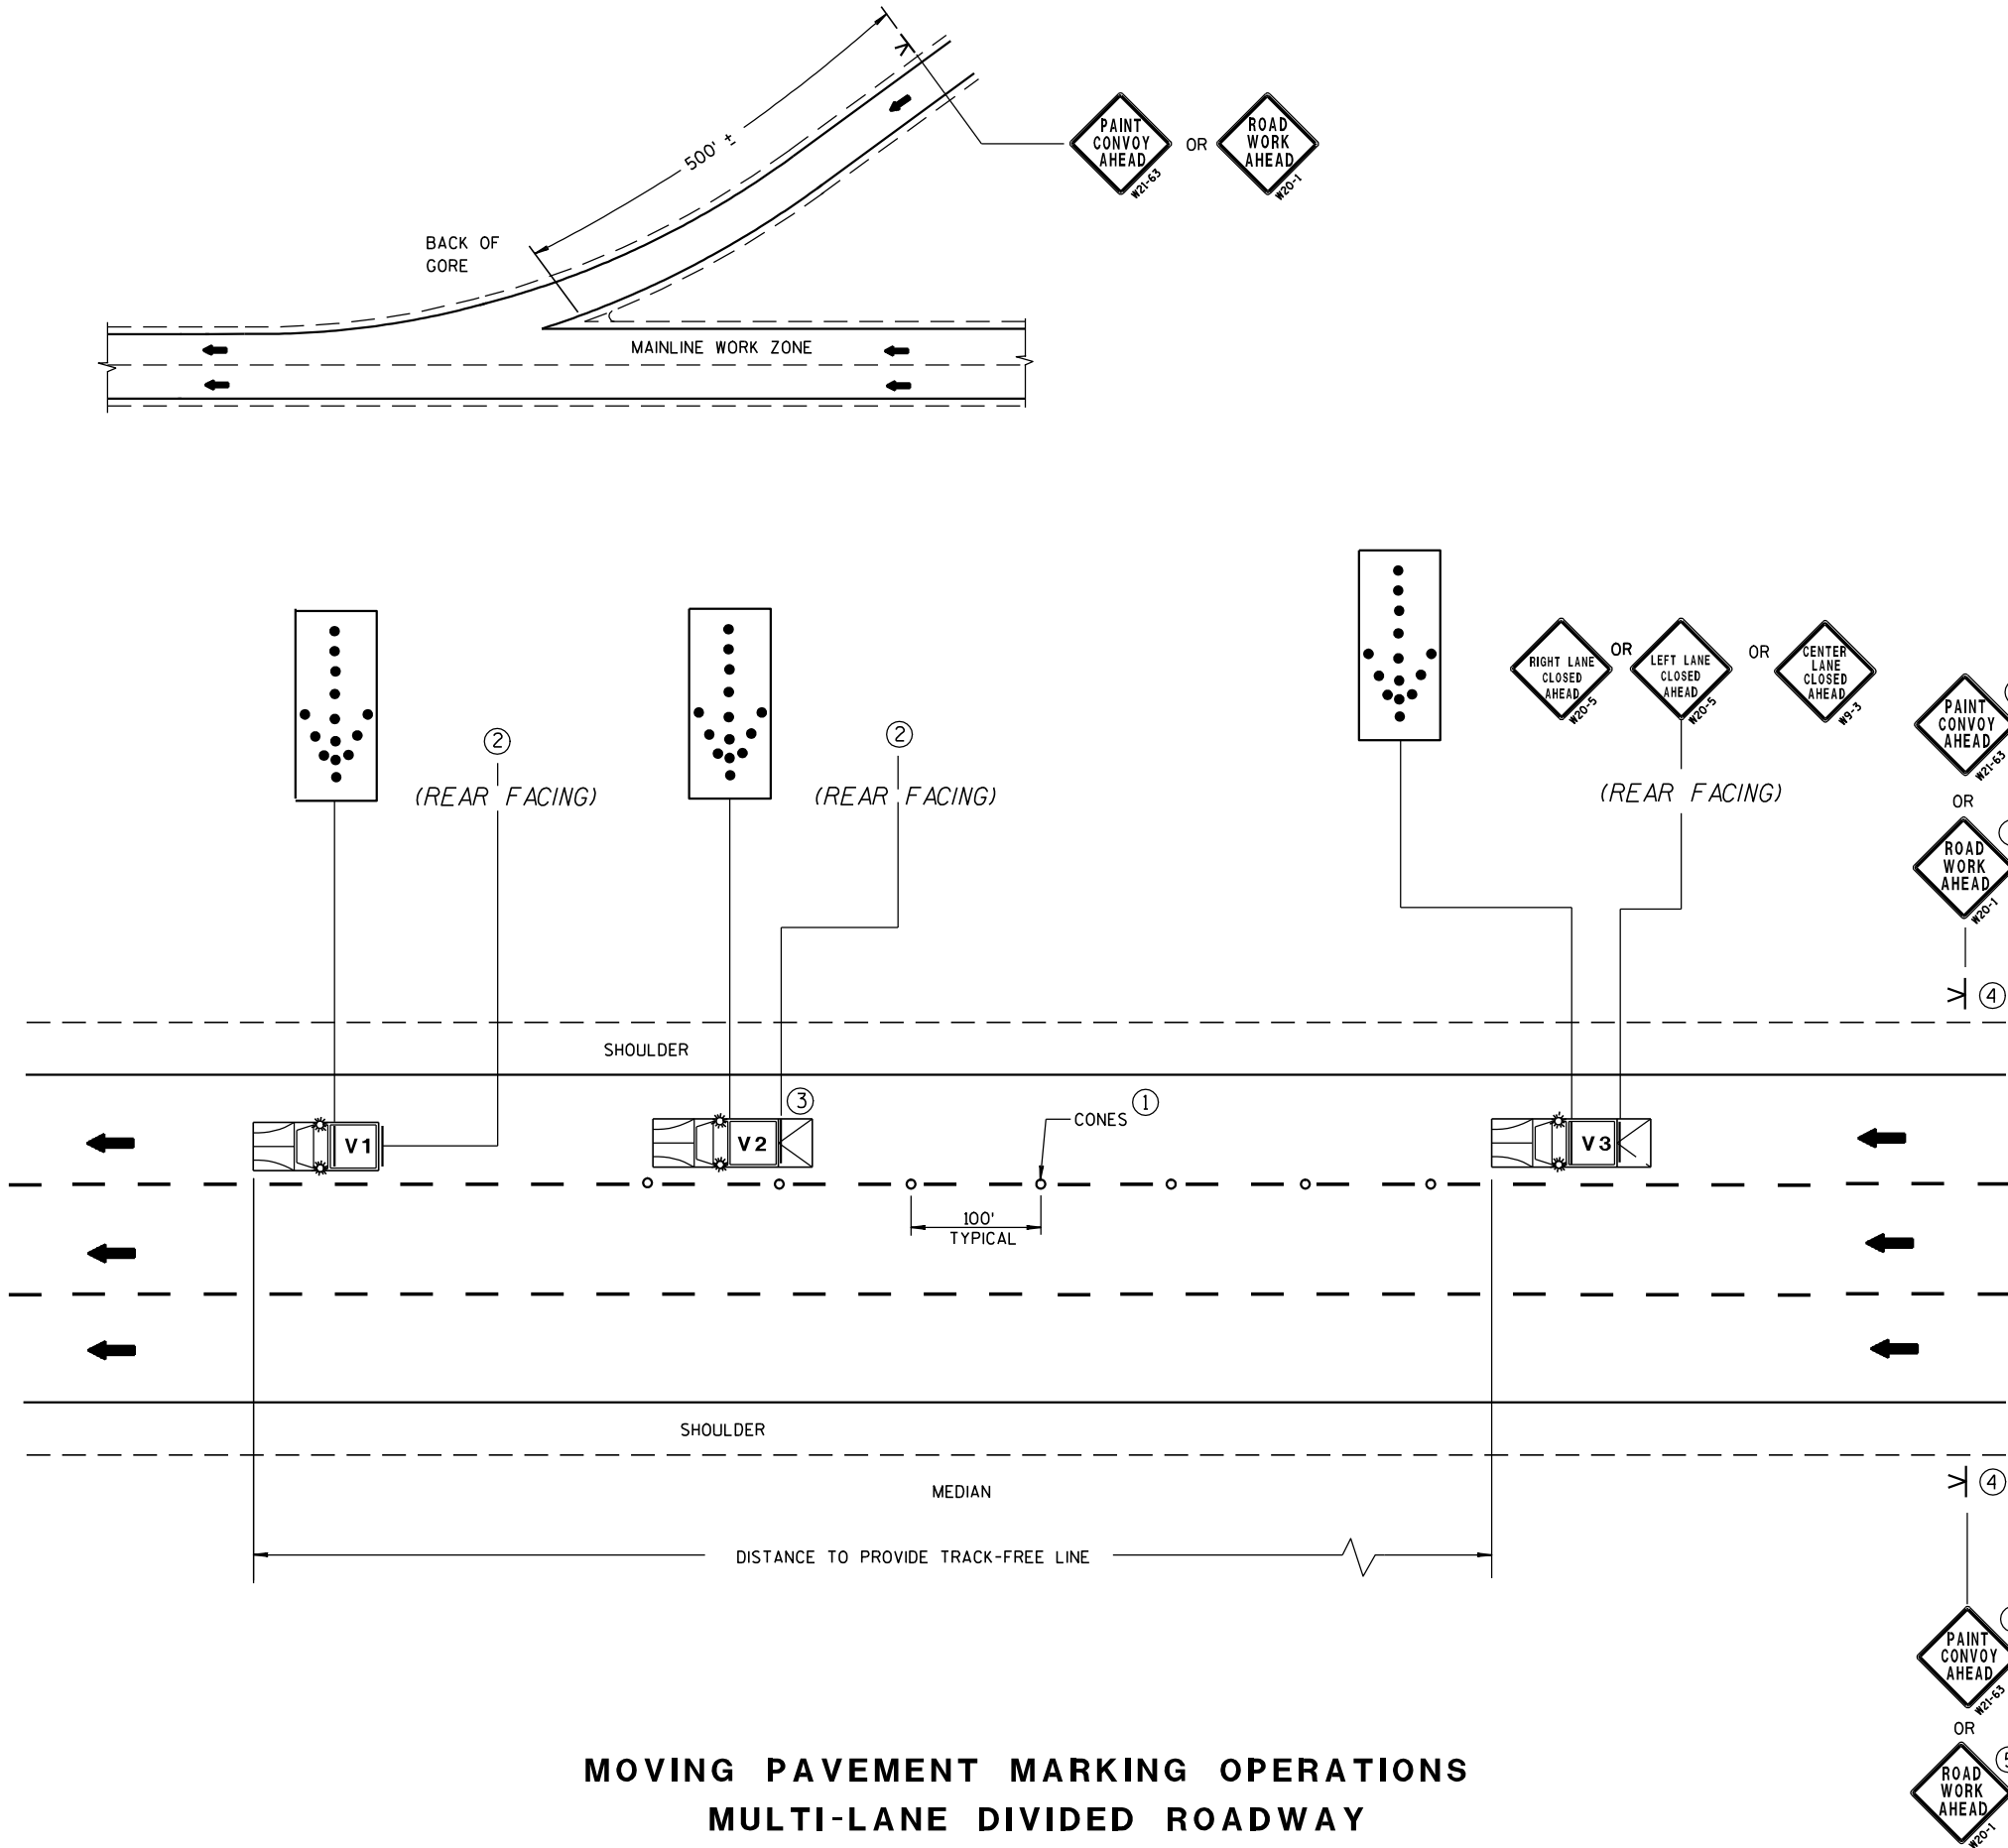 500' ±
PAINT
CONVOY
AHEAD
W21-63
OR
ROAD
WORK
AHEAD
W20-1
BACK OF
GORE
MAINLINE WORK ZONE
RIGHT LANE
CLOSED
AHEAD
W20-5
OR
LEFT LANE
CLOSED
AHEAD
W20-5
OR
CENTER
LANE
CLOSED
AHEAD
W9-3
PAINT
CONVOY
AHEAD
W21-63
OR
ROAD
WORK
AHEAD
W20-1
2
(REAR FACING)
2
(REAR FACING)
(REAR FACING)
4
SHOULDER
V1
V2
3
CONES
1
V3
100'
TYPICAL
SHOULDER
MEDIAN
4
DISTANCE TO PROVIDE TRACK-FREE LINE
PAINT
CONVOY
AHEAD
W21-63
OR
5
ROAD
WORK
AHEAD
W20-1
MOVING PAVEMENT MARKING OPERATIONS
MULTI-LANE DIVIDED ROADWAY